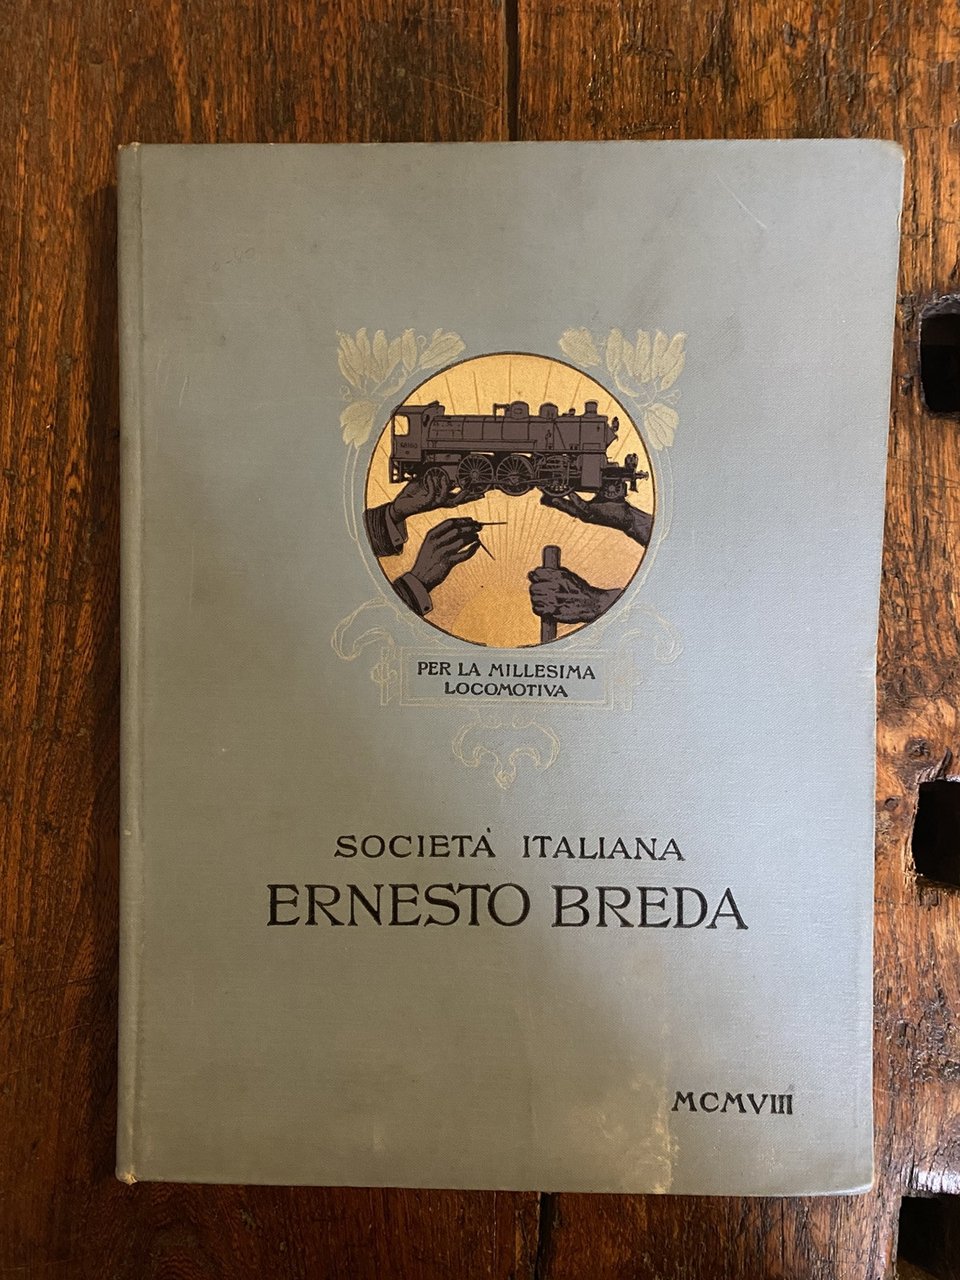 PER LA MILLESIMA
LOCOMOTIVA
SOCIETÀ ITALIANA
ERNESTO BREDA
MCMVIII